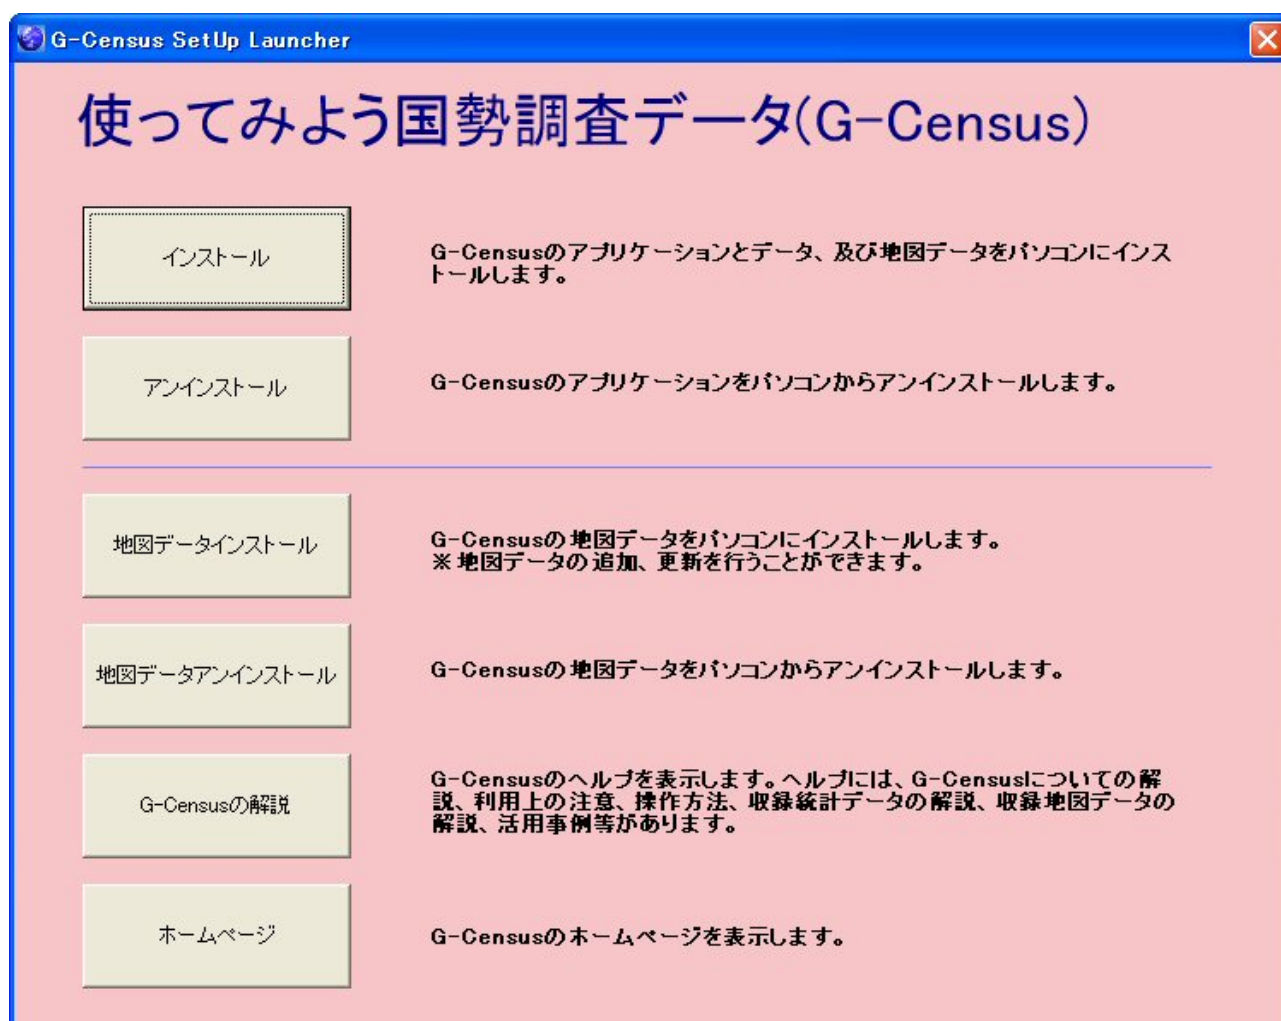 G-Census SetUp Launcher
使ってみよう国勢調査データ(G-Census)
インストール
G-Censusのアプリケーションとデータ、及び地図データをパソコンにインス
トールします。
アンインストール
G-Censusのアプリケーションをパソコンからアンインストールします。
地図データインストール
G-Censusの地図データをパソコンにインストールします。
※地図データの追加、更新を行うことができます。
地図データアンインストール
G-Censusの地図データをパソコンからアンインストールします。
G-Censusの解説
G-Censusのヘルプを表示します。ヘルプには、G-Censusについての解
説、利用上の注意、操作方法、収録統計データの解説、収録地図データの
解説、活用事例等があります。
ホームページ
G-Censusのホームページを表示します。